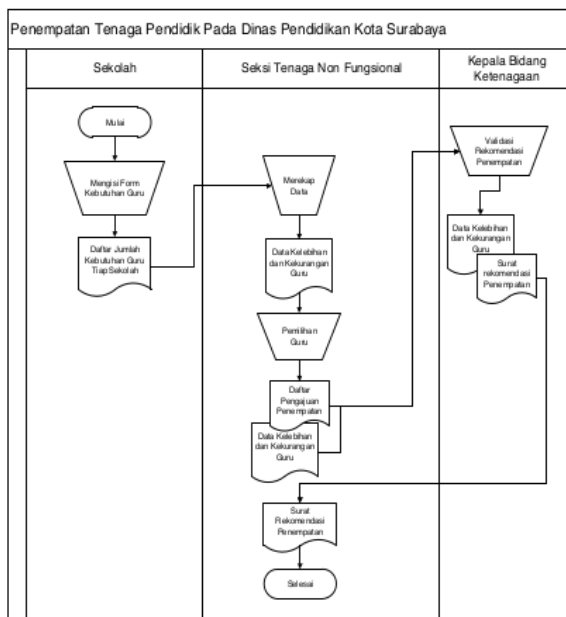 Penempatan Tenaga Pendidik Pada Dinas Pendidikan Kota Surabaya
Sekolah
Seksi Tenaga Non Fungsional
Kepala Bidang
Ketenagaan
Mulai
Mengisi Form
Kebutuhan Guru
Daftar Jumlah
Kebutuhan Guru
Tiap Sekolah
Merekap
Data
Data Kelebihan
dan Kekurangan
Guru
Pemilihan
Guru
Daftar
Pengajuan
Penempatan
Data Kelebihan
dan Kekurangan
Guru
Surat
Rekomendasi
Penempatan
Selesai
Validasi
Rekomendasi
Penempatan
Data Kelebihan
dan Kekurangan
Guru
Surat
rekomendasi
Penempatan